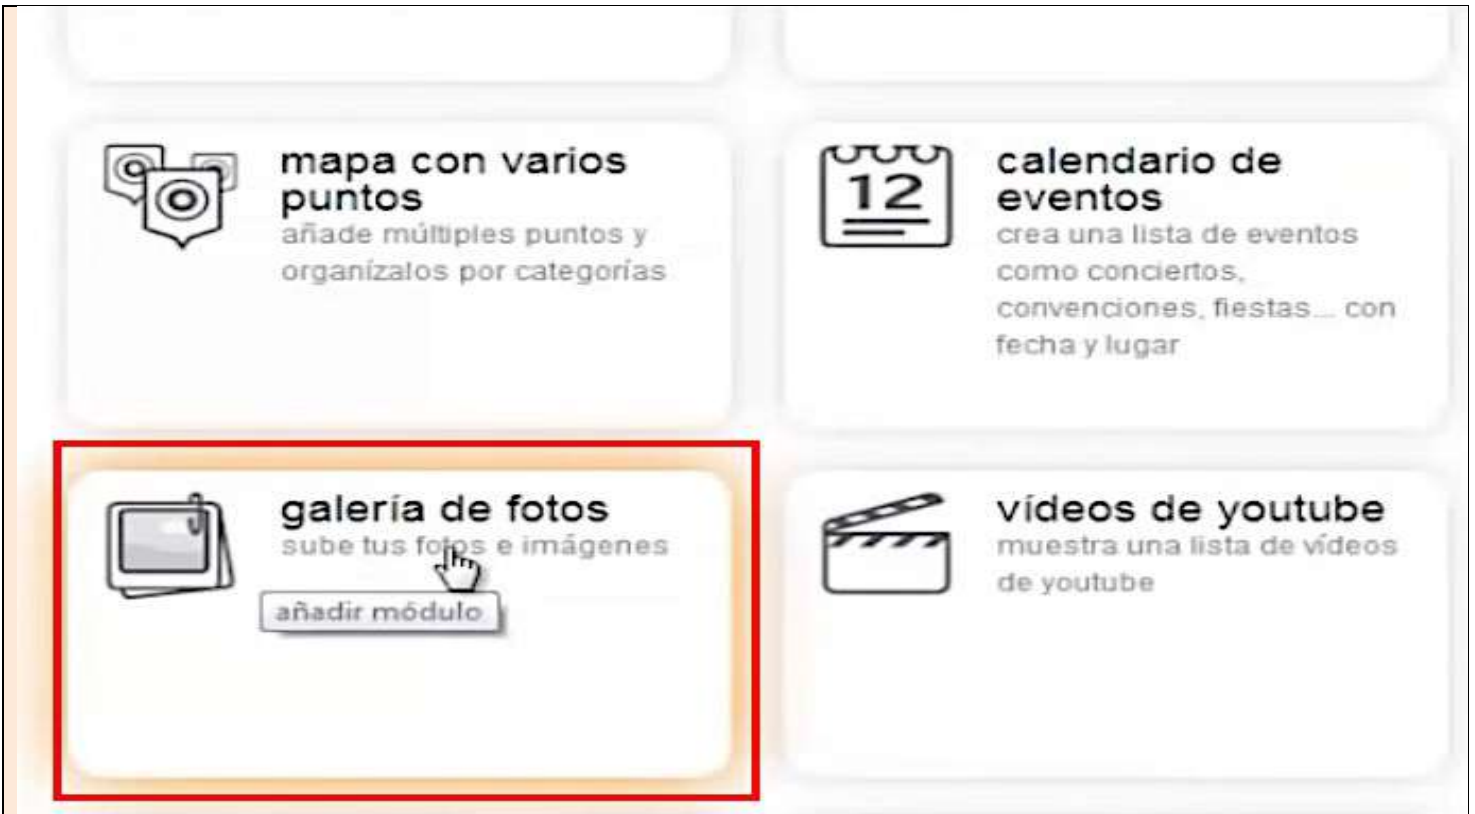 mapa con varios
puntos
añade múltiples puntos y
organízalos por categorías
12
calendario de
eventos
crea una lista de eventos
como conciertos,
convenciones, fiestas... con
fecha y lugar
galería de fotos
sube tus fotos e imágenes
añadir módulo
vídeos de youtube
muestra una lista de vídeos
de youtube